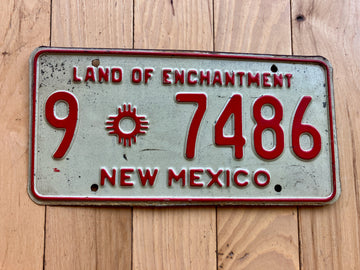 LAND OF ENCHANTMENT
9 7486
NEW MEXICO